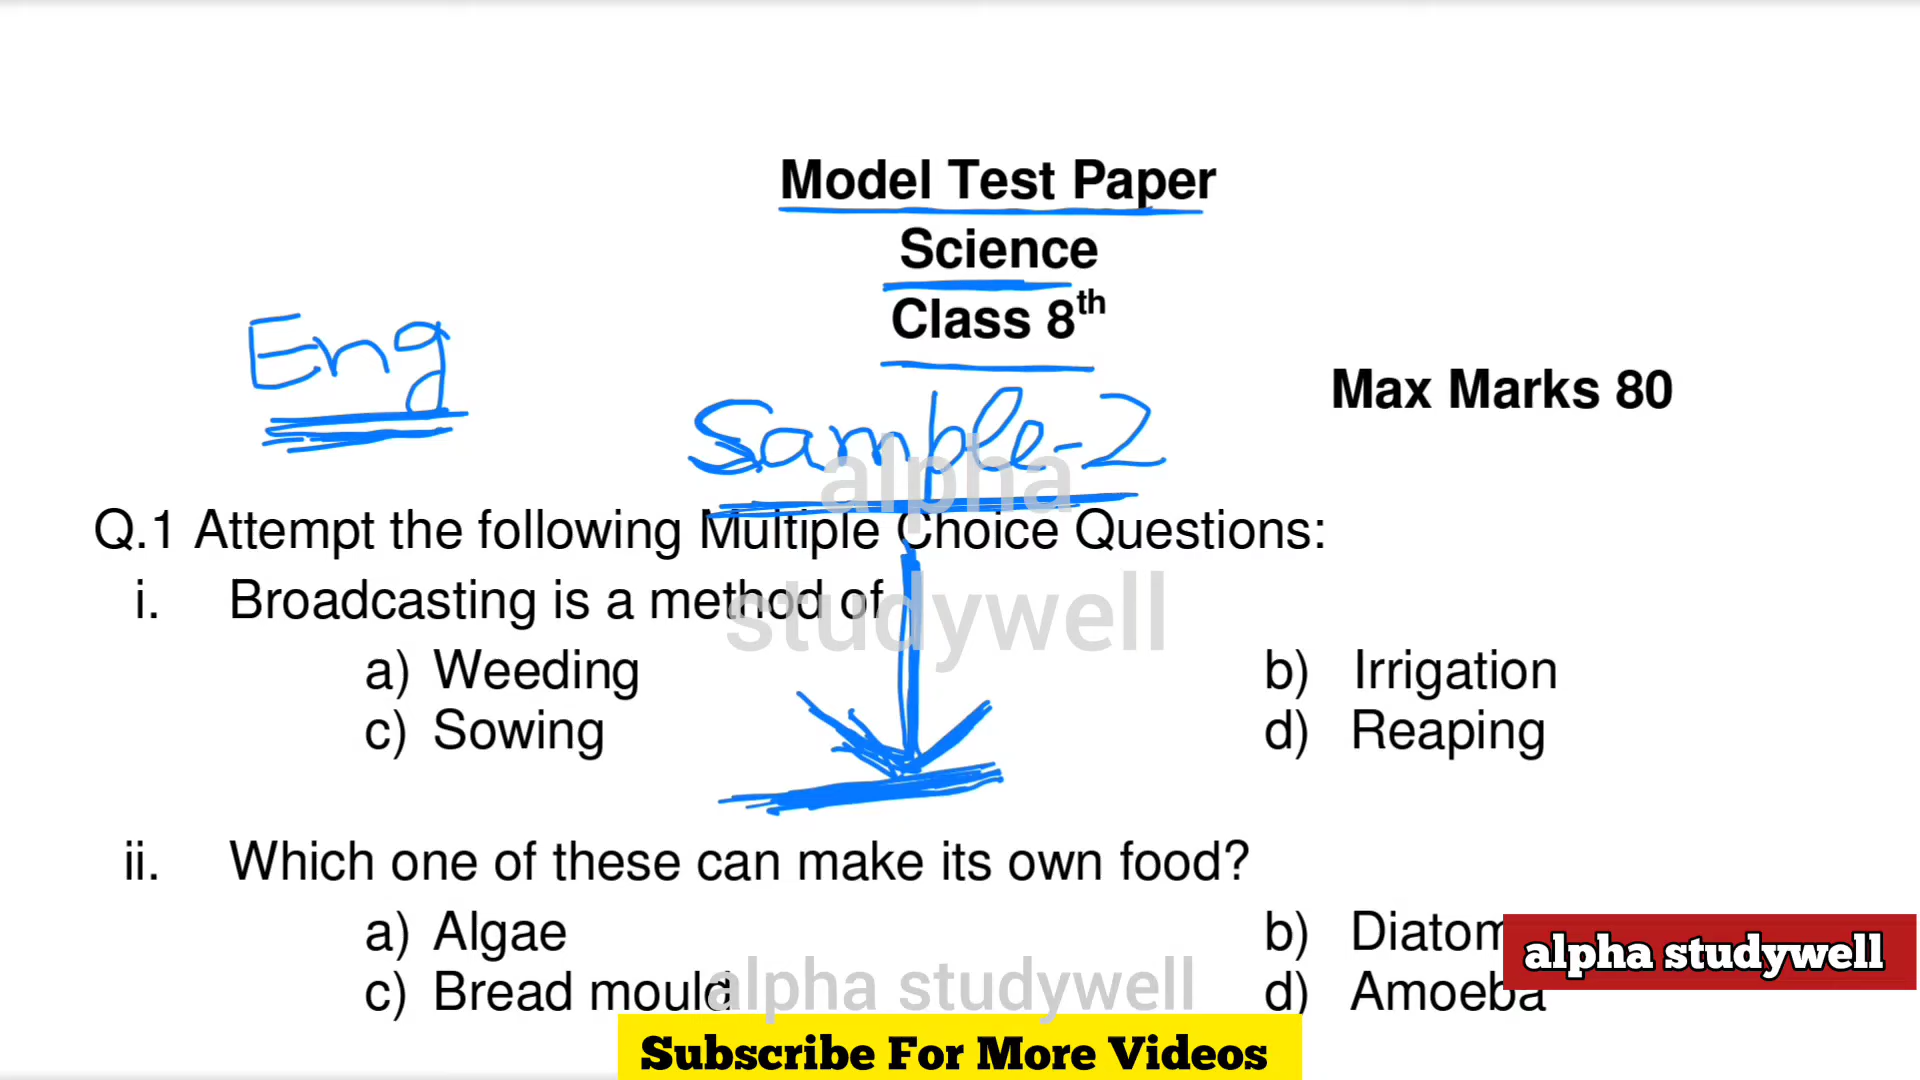 Model Test Paper
Science
Class 8th
Eng
Max Marks 80
Sample-2
alpha
Q.1 Attempt the following Multiple Choice Questions:
i. Broadcasting is a method of
studywell
a) Weeding b) Irrigation
c) Sowing d) Reaping
ii. Which one of these can make its own food?
a) Algae b) Diatom
alpha studywell
c) Bread mould d) Amoeba
alpha studywell
Subscribe For More Videos